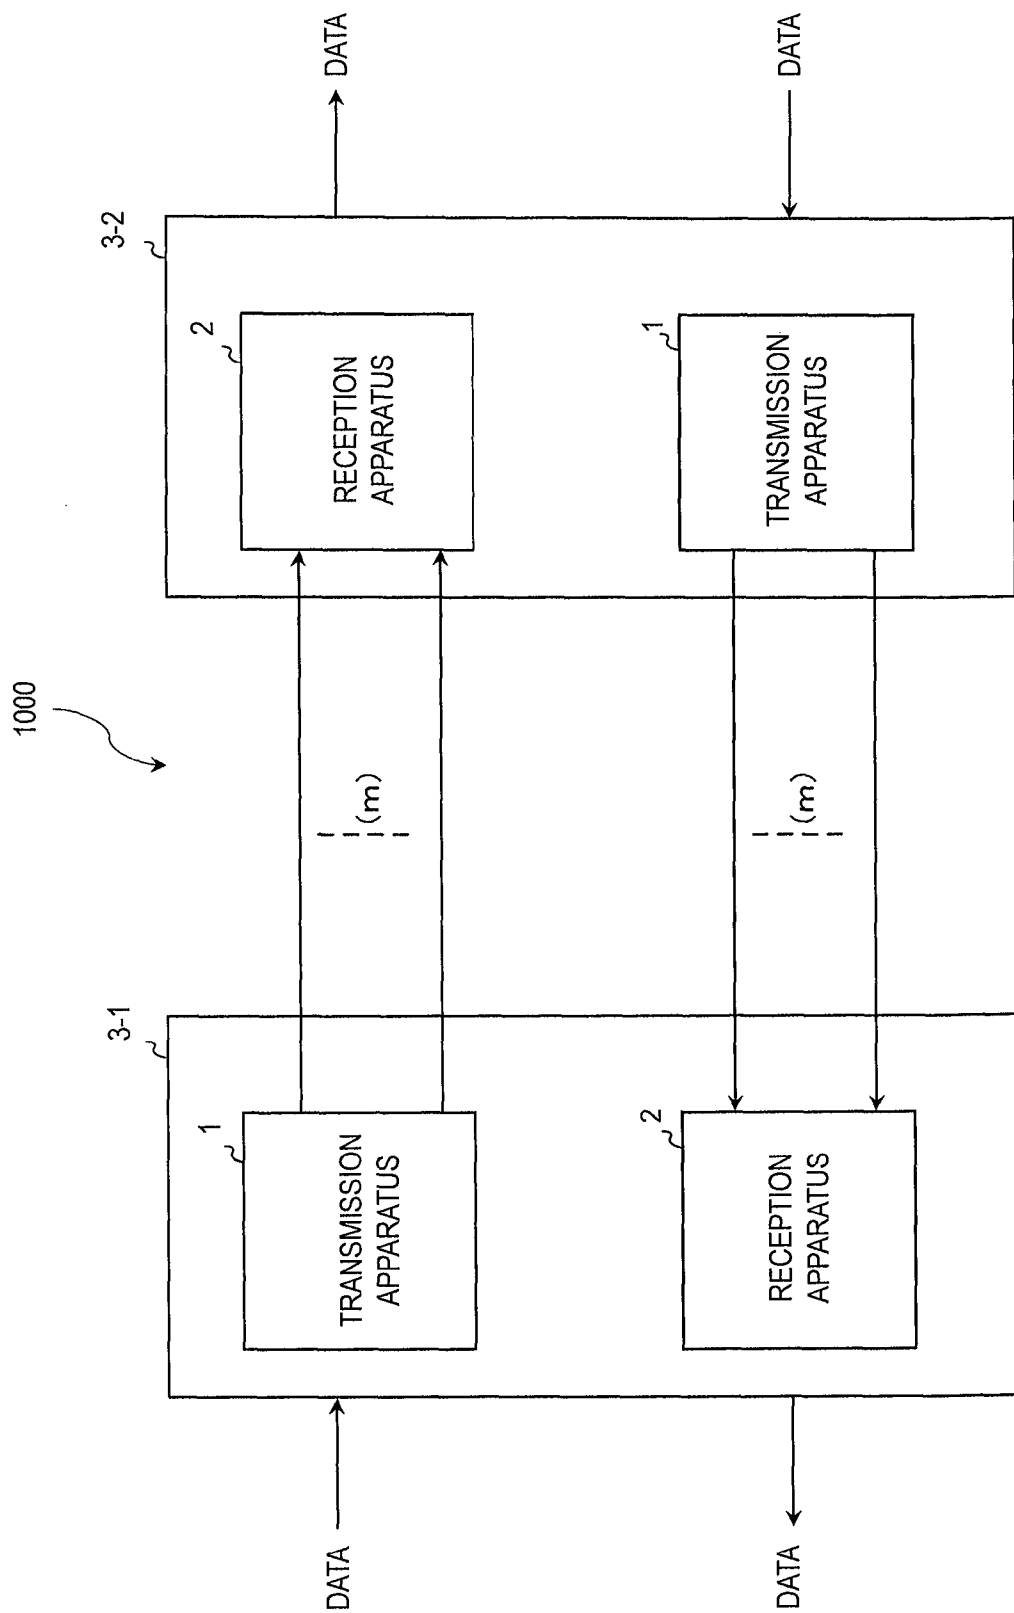 1000
3-1
3-2
DATA
1
TRANSMISSION
APPARATUS
(m)
2
RECEPTION
APPARATUS
DATA
DATA
2
RECEPTION
APPARATUS
(m)
1
TRANSMISSION
APPARATUS
DATA